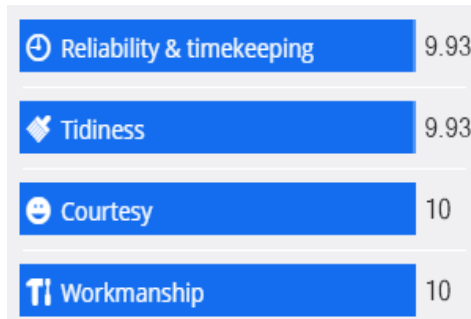 Reliability & timekeeping 9.93
Tidiness 9.93
Courtesy 10
Workmanship 10